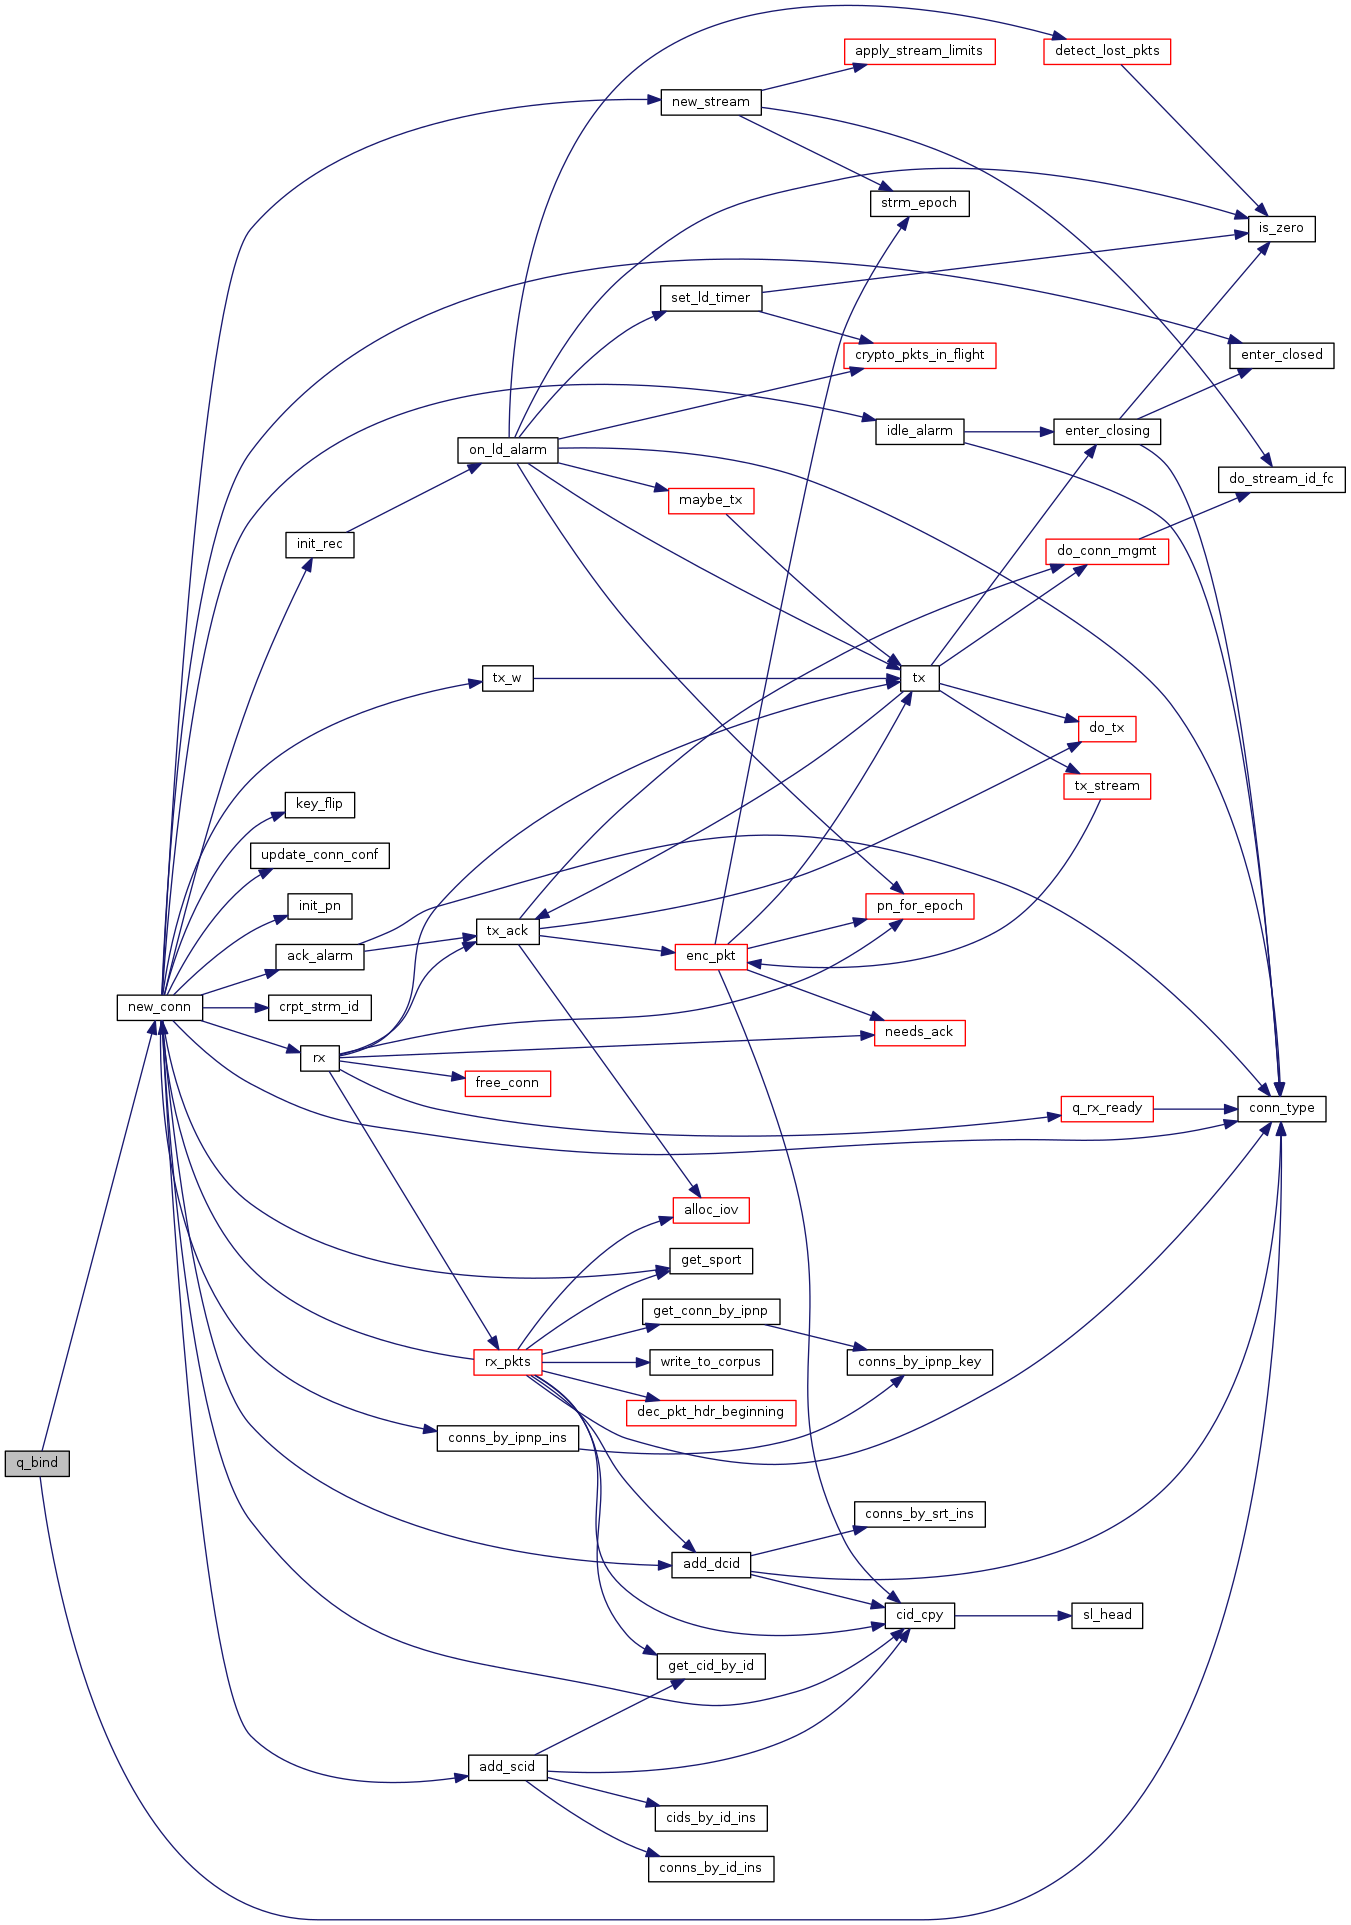 apply_stream_limits
detect_lost_pkts
new_stream
strm_epoch
is_zero
set_ld_timer
crypto_pkts_in_flight
enter_closed
idle_alarm
enter_closing
on_ld_alarm
do_stream_id_fc
maybe_tx
init_rec
do_conn_mgmt
tx_w
tx
do_tx
tx_stream
key_flip
update_conn_conf
init_pn
pn_for_epoch
tx_ack
ack_alarm
enc_pkt
new_conn
crpt_strm_id
needs_ack
rx
free_conn
q_rx_ready
conn_type
alloc_iov
get_sport
get_conn_by_ipnp
rx_pkts
write_to_corpus
conns_by_ipnp_key
dec_pkt_hdr_beginning
conns_by_ipnp_ins
q_bind
conns_by_srt_ins
add_dcid
cid_cpy
sl_head
get_cid_by_id
add_scid
cids_by_id_ins
conns_by_id_ins